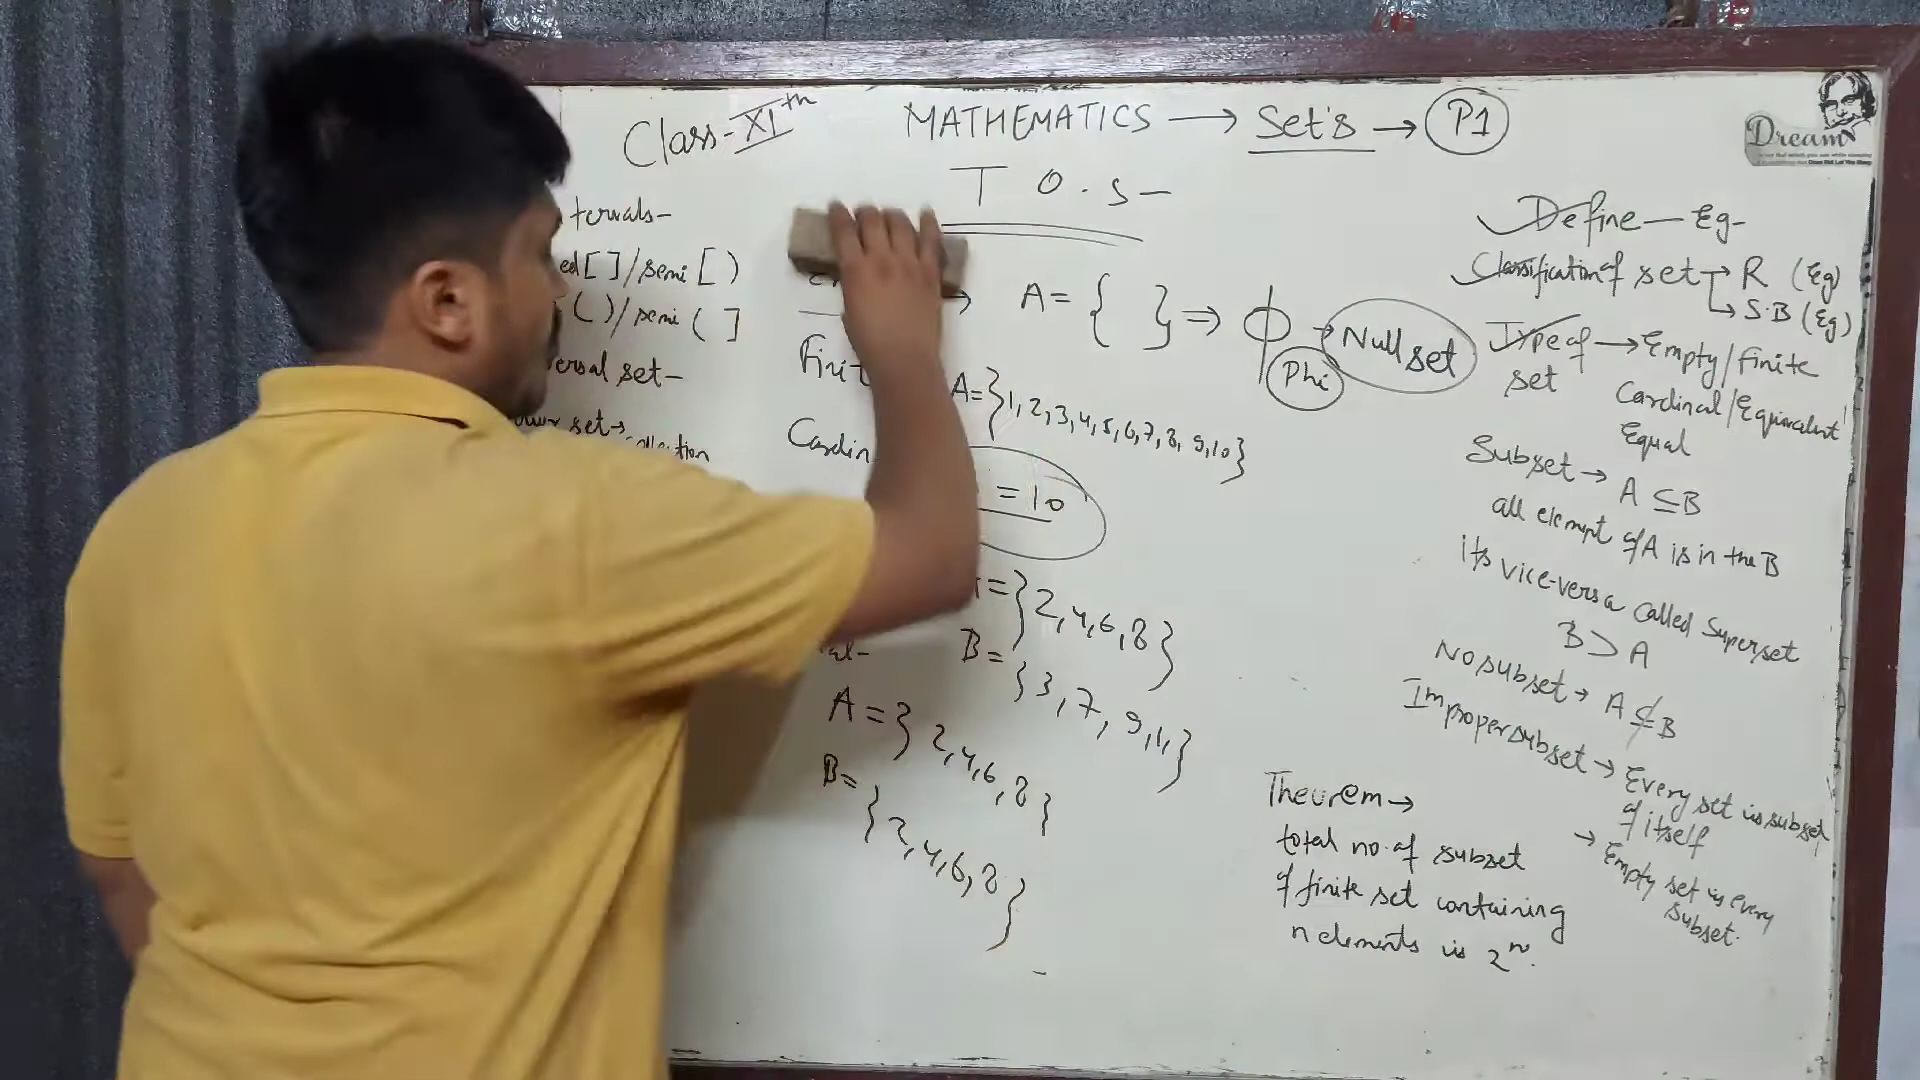 Class-XIth MATHEMATICS → Set's → P1
T O.S-
tervals-
ed[ ]/semi [ )
( )/semi ( ]
ersal set-
set→
A = { } ⇒ ϕ → Null set
Phi
Finit
A= {1, 2, 3, 4, 5, 6, 7, 8, 9, 10}
Cardin
= 10
= {2, 4, 6, 8}
B = {3, 7, 9, 11}
al-
A = {2, 4, 6, 8}
B = {2, 4, 6, 8}
Define — Eg-
Classification of set → R (Eg)
→ S.B (Eg)
Type of set → Empty/Finite
Cardinal/Equivalent
Equal
Subset → A ⊆ B
all element of A is in the B
its vice-versa called Superset
B ⊃ A
No subset → A ⊈ B
Improper subset → Every set is subset
of itself
→ Empty set is every
subset.
Theorem →
total no. of subset
of finite set containing
n elements is 2ⁿ.
Dream